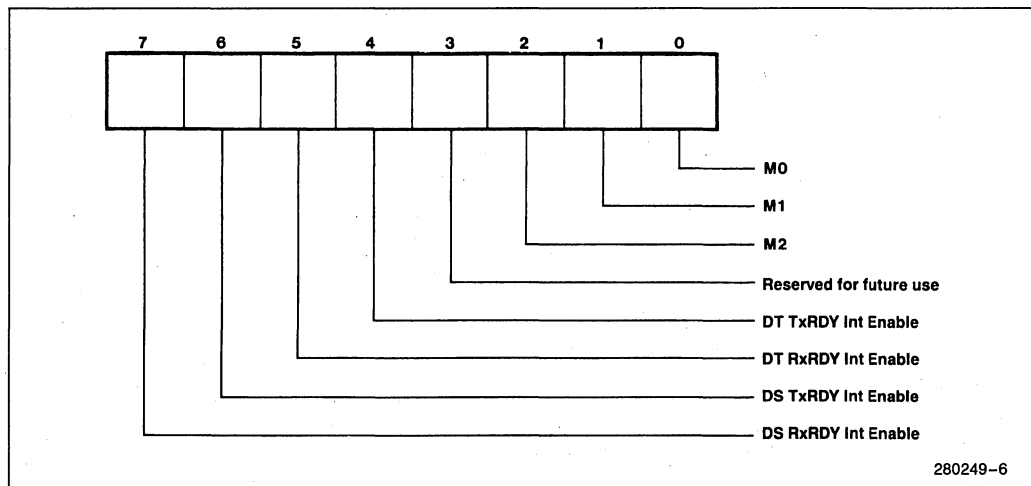 7 6 5 4 3 2 1 0
M0
M1
M2
Reserved for future use
DT TxRDY Int Enable
DT RxRDY Int Enable
DS TxRDY Int Enable
DS RxRDY Int Enable
280249-6